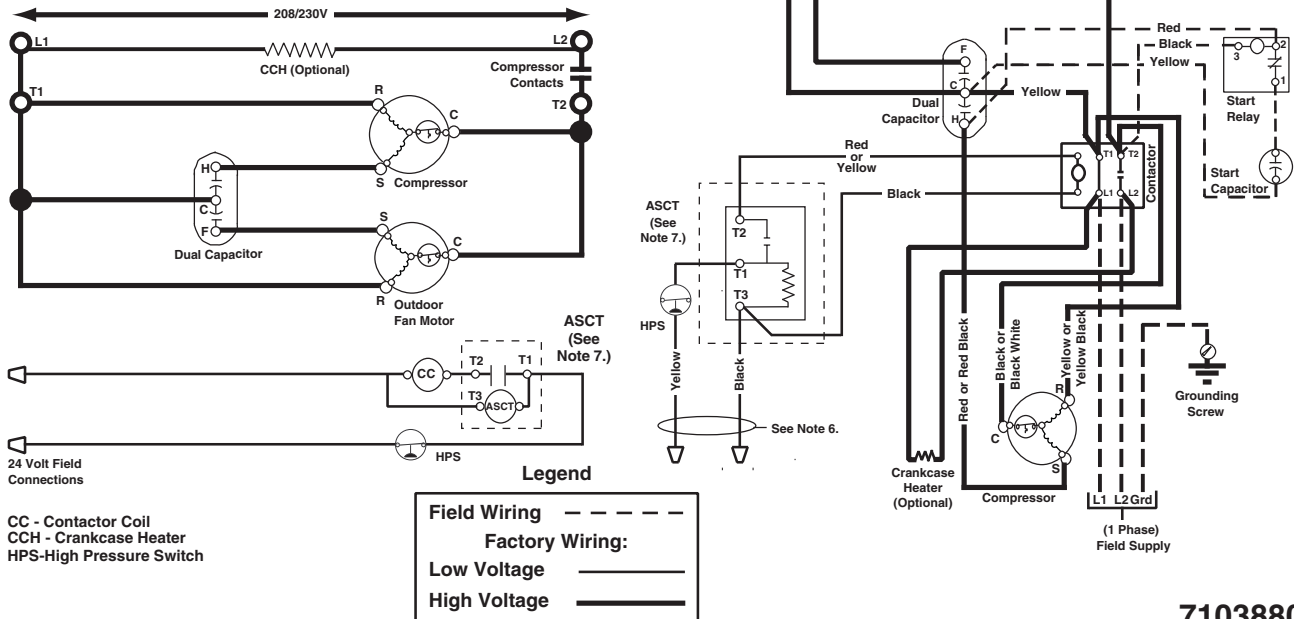 208/230V
L1
L2
CCH (Optional)
Compressor
Contacts
T1
T2
R
C
S
Compressor
H
C
F
Dual Capacitor
S
C
R
Outdoor
Fan Motor
ASCT
(See
Note 7.)
CC
T2
T1
T3
ASCT
HPS
24 Volt Field
Connections
CC - Contactor Coil
CCH - Crankcase Heater
HPS-High Pressure Switch
Legend
Field Wiring
Factory Wiring:
Low Voltage
High Voltage
F
C
H
Dual
Capacitor
Yellow
Red
Black
Yellow
2
3
1
Start
Relay
Start
Capacitor
T1
T2
L1
L2
Contactor
Red
or
Yellow
Black
ASCT
(See
Note 7.)
T2
T1
T3
HPS
Yellow
Black
See Note 6.
Red or Red Black
Black or
Black White
Yellow or
Yellow Black
R
C
S
Crankcase
Heater
(Optional)
Compressor
Grounding
Screw
L1 L2 Grd
(1 Phase)
Field Supply
7103880